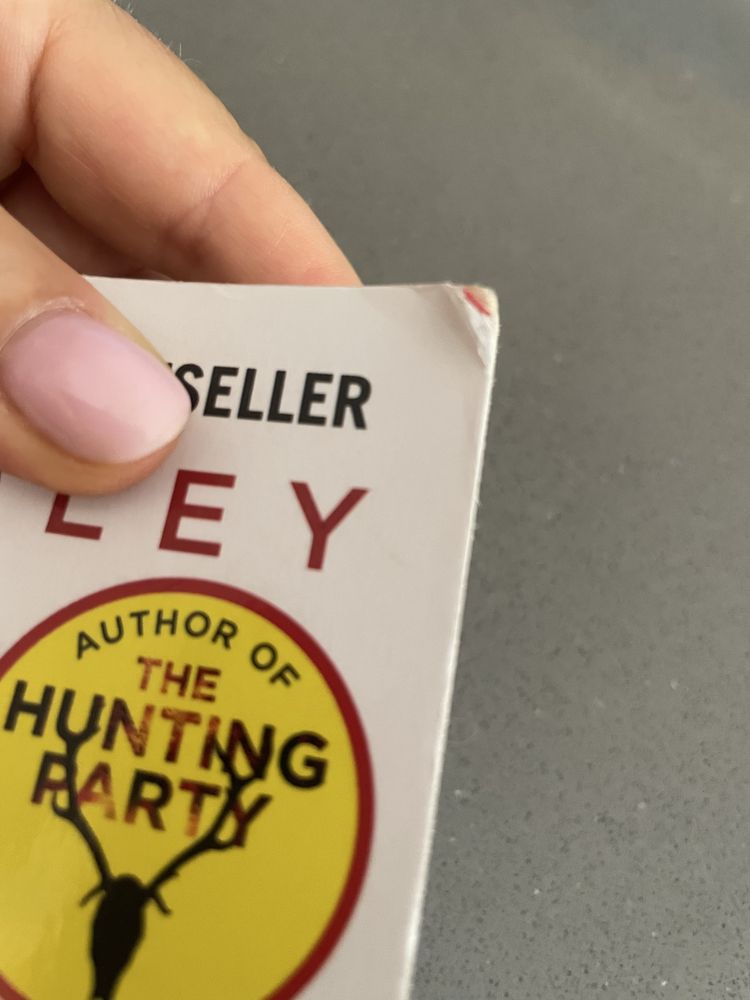 SELLER
LEY
AUTHOR OF
THE
HUNTING
PARTY